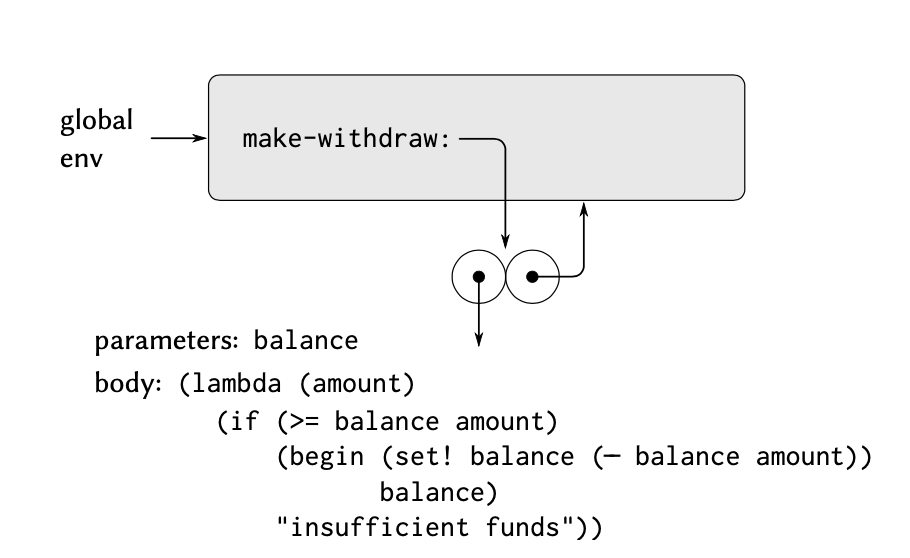 global
env
make-withdraw:
parameters: balance
body: (lambda (amount)
(if (>= balance amount)
(begin (set! balance (- balance amount))
balance)
"insufficient funds"))